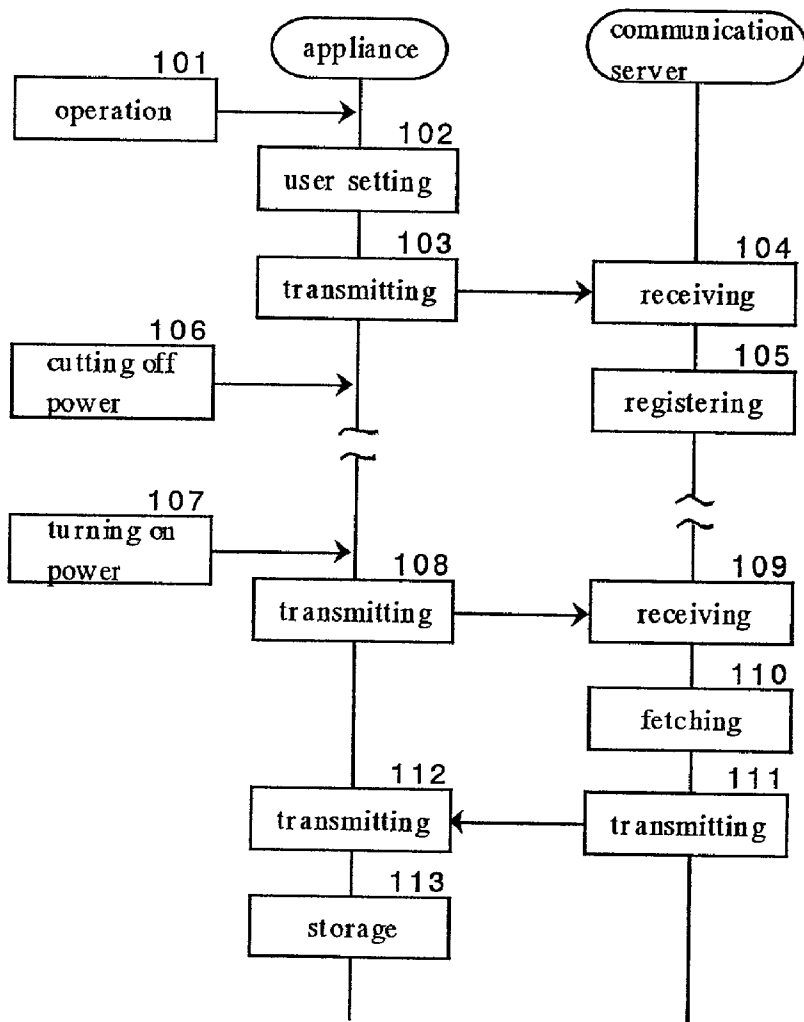 appliance
communication
server
101
operation
102
user setting
103
transmitting
104
receiving
105
registering
106
cutting off
power
107
turning on
power
108
transmitting
109
receiving
110
fetching
111
transmitting
112
transmitting
113
storage